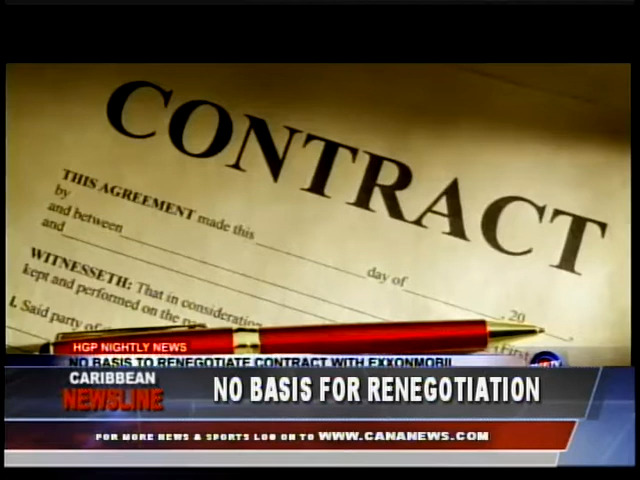 CONTRACT
THIS AGREEMENT made this
by
day of
and between
, 20
and
WITNESSETH: That in consideration
kept and performed on the
1. Said party of
(First
HGP NIGHTLY NEWS
NO BASIS TO RENEGOTIATE CONTRACT WITH EXXONMOBIL
CARIBBEAN
NEWSLINE
NO BASIS FOR RENEGOTIATION
FOR MORE NEWS & SPORTS LOG ON TO WWW.CANANEWS.COM